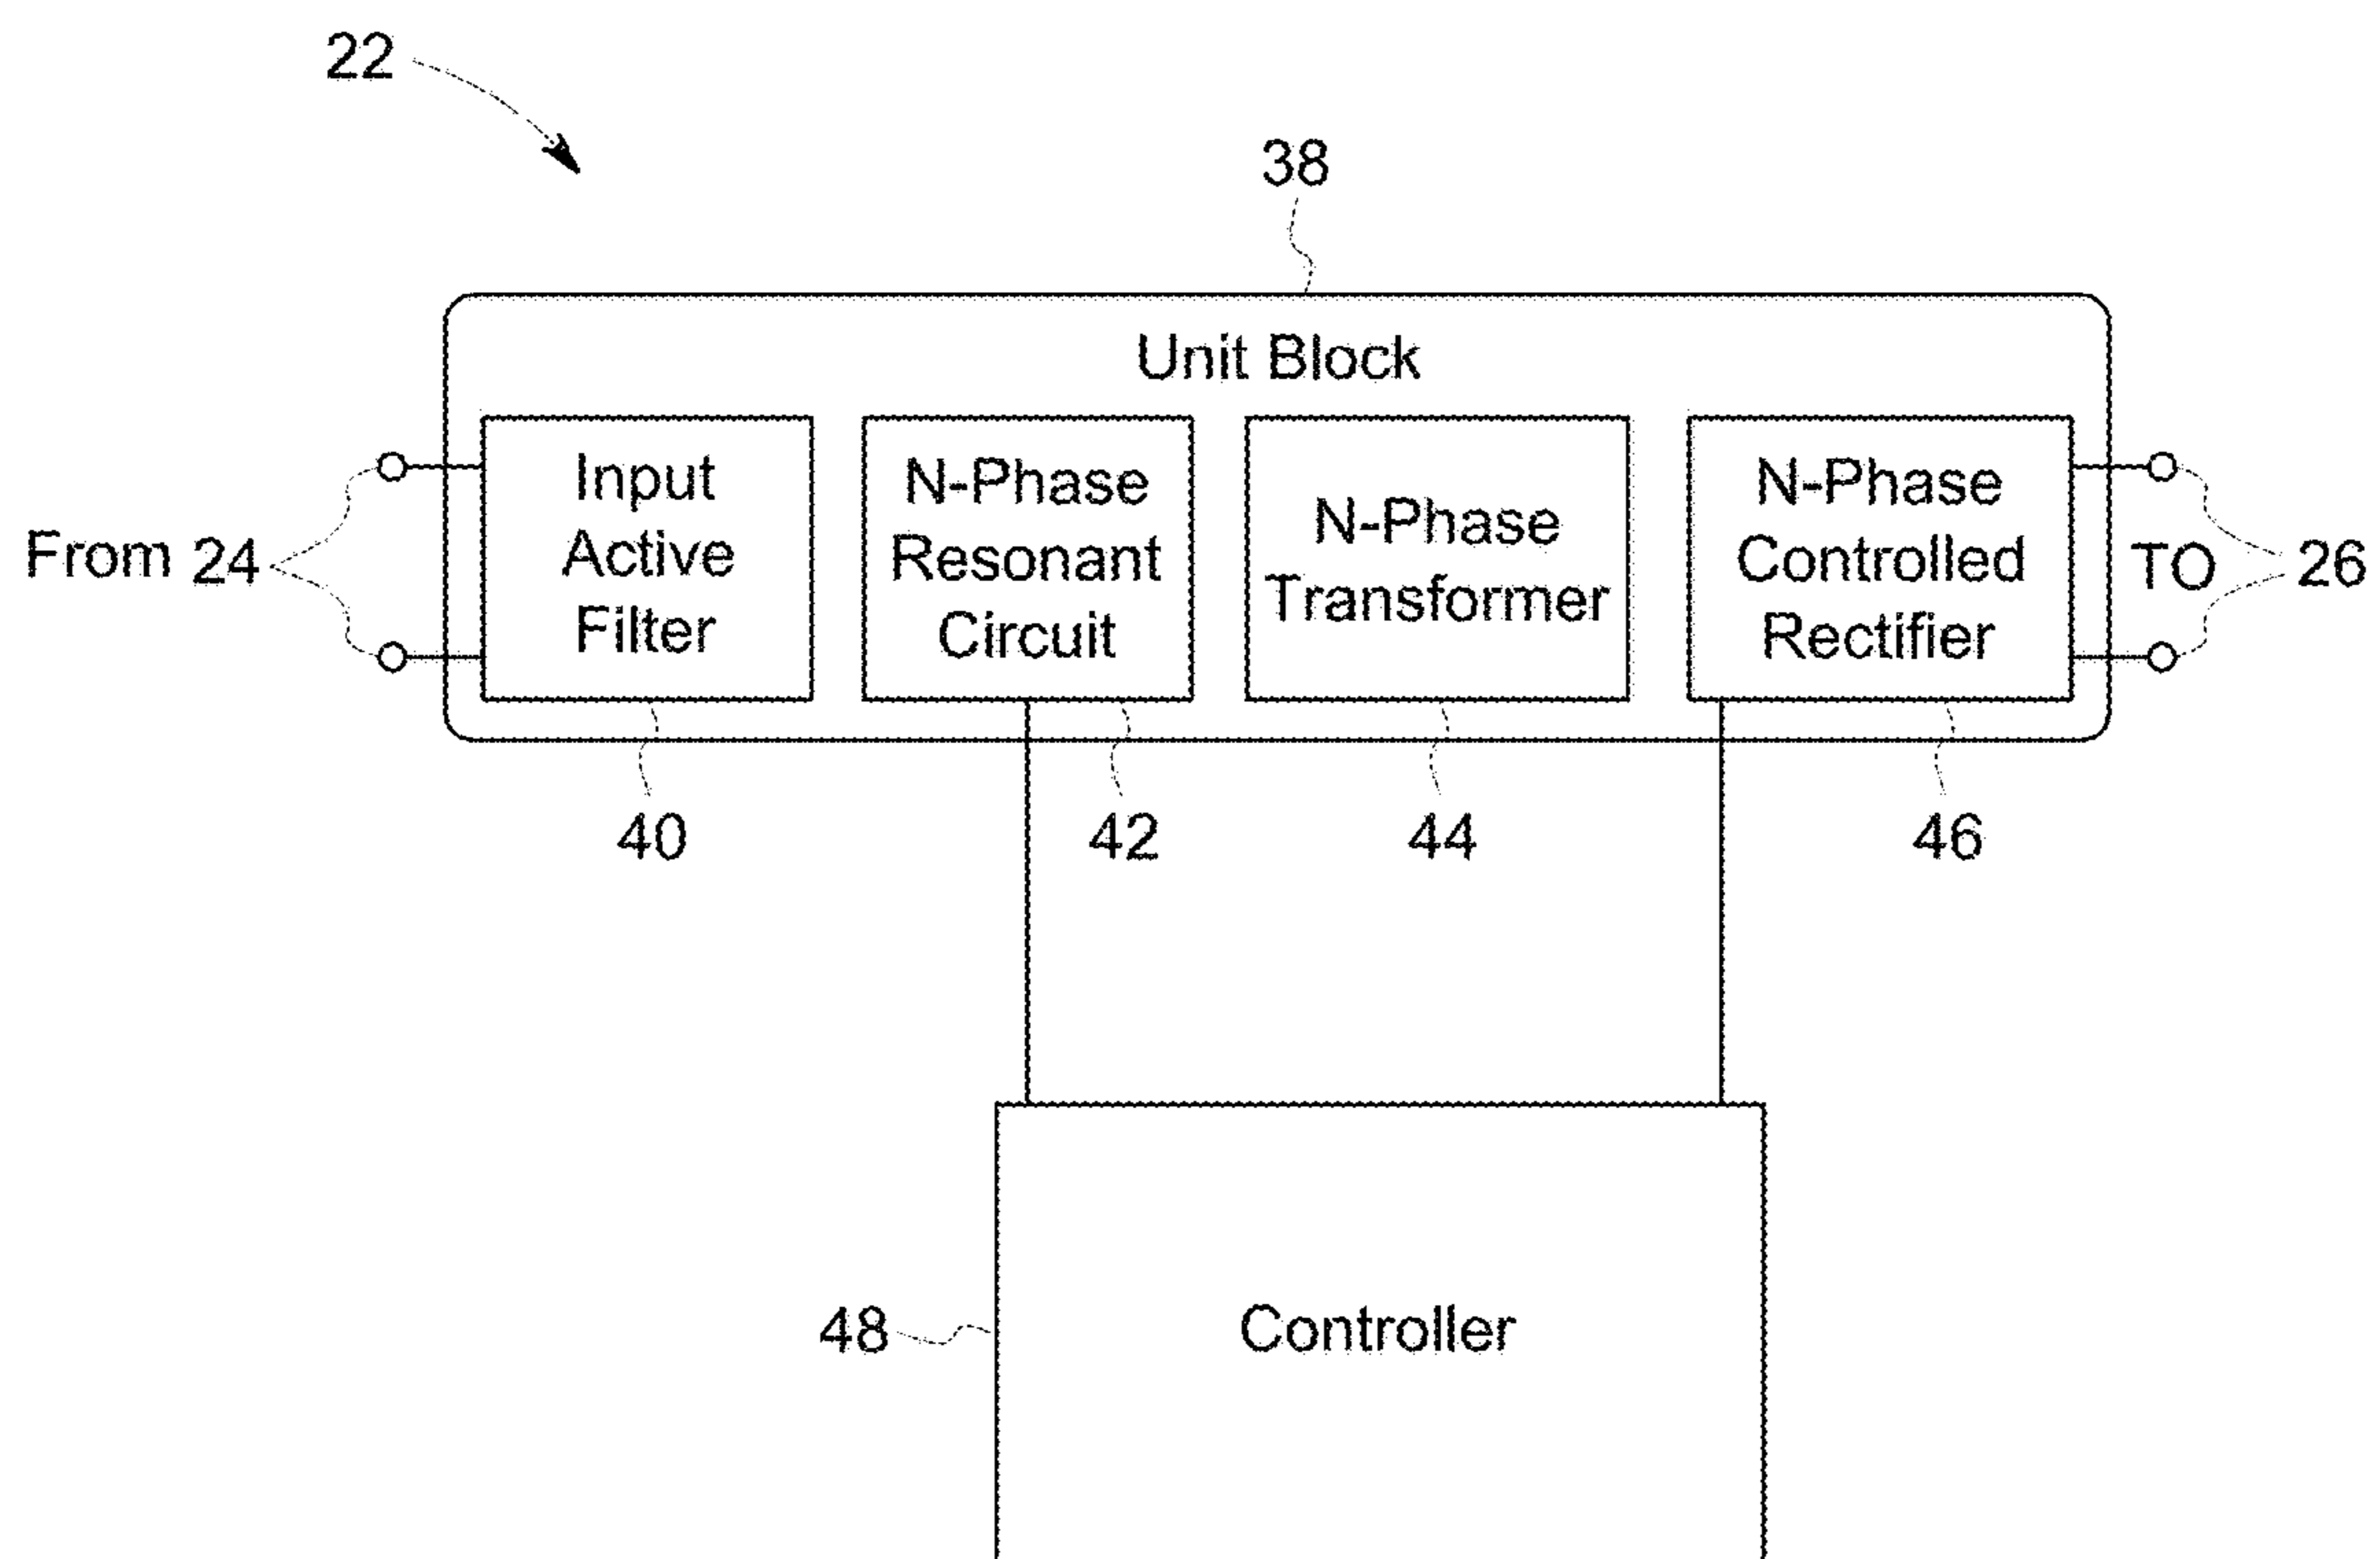 22
38
Unit Block
Input
Active
Filter
N-Phase
Resonant
Circuit
N-Phase
Transformer
N-Phase
Controlled
Rectifier
From 24
TO 26
40
42
44
46
48
Controller